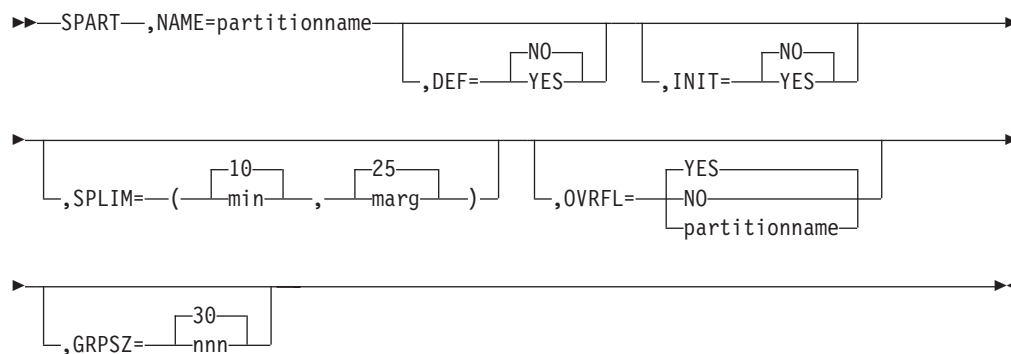 SPART ,NAME=partitionname
,DEF= NO YES
,INIT= NO YES
,SPLIM= ( 10 min , 25 marg )
,OVRFL= YES NO partitionname
,GRPSZ= 30 nnn